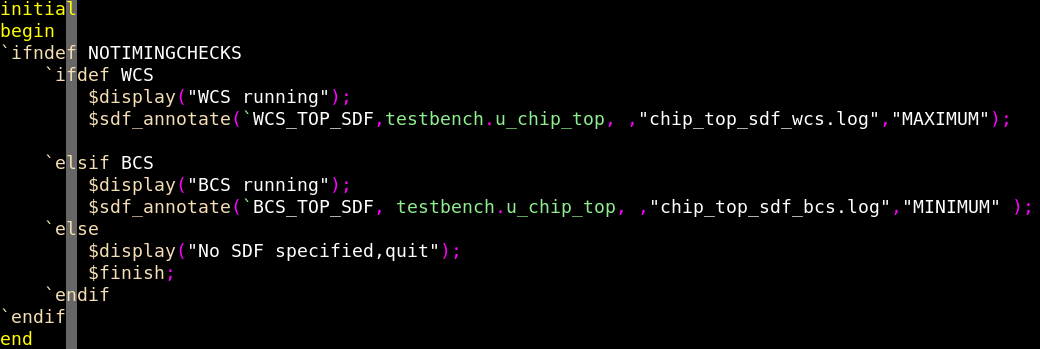 initial
begin
`ifndef NOTIMINGCHECKS
    `ifdef WCS
        $display("WCS running");
        $sdf_annotate(`WCS_TOP_SDF,testbench.u_chip_top, ,"chip_top_sdf_wcs.log","MAXIMUM");

    `elsif BCS
        $display("BCS running");
        $sdf_annotate(`BCS_TOP_SDF, testbench.u_chip_top, ,"chip_top_sdf_bcs.log","MINIMUM" );
    `else
        $display("No SDF specified,quit");
        $finish;
    `endif
`endif
end